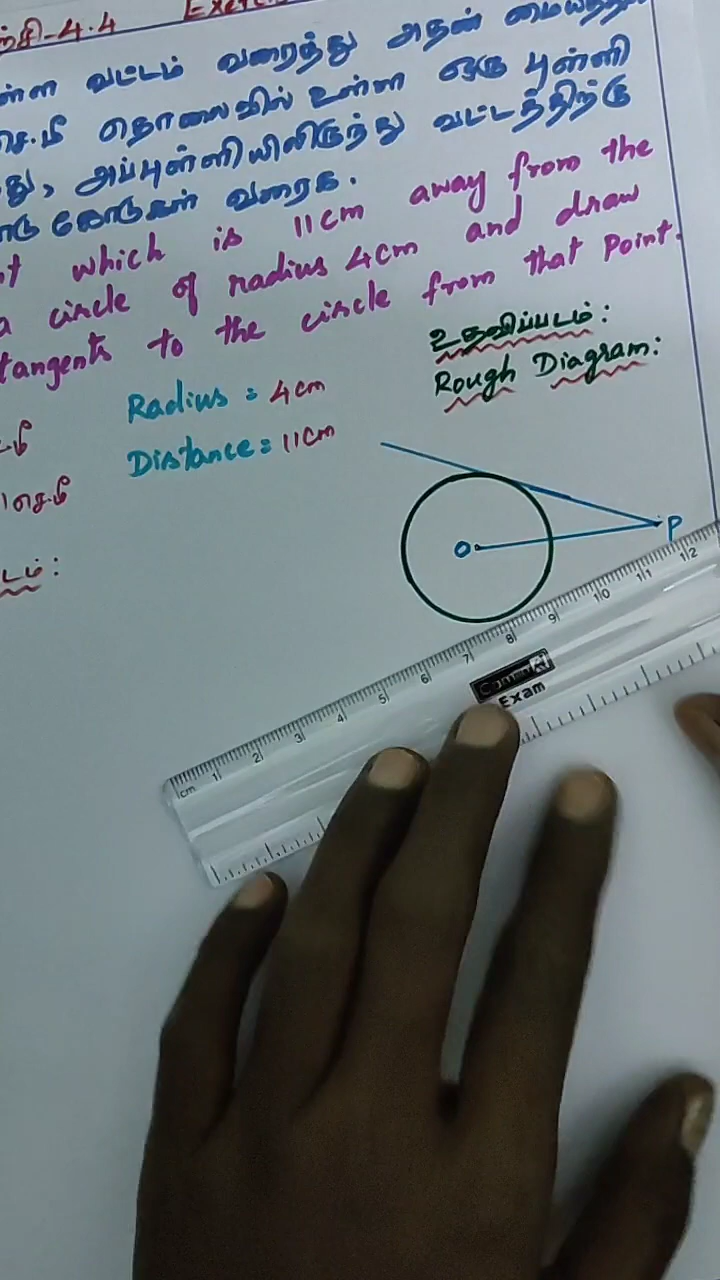 ற்சி-4.4
ள்ள வட்டம் வரைந்து அதன்
செ.மீ தொலைவில் உள்ள ஒரு புள்ளி
து, அப்புள்ளியிலிருந்து வட்டத்திற்கு
டு கோடுகள் வரைக.
which is 11cm away from the
a circle of radius 4cm and draw
tangents to the circle from that Point.
உதவிப்படம்:
Rough Diagram:
Radius = 4cm
Distance = 11cm
செ.மீ
டம்:
O
P
cm 1 2 3 4 5 6 7 8 9 10 11 12
Exam